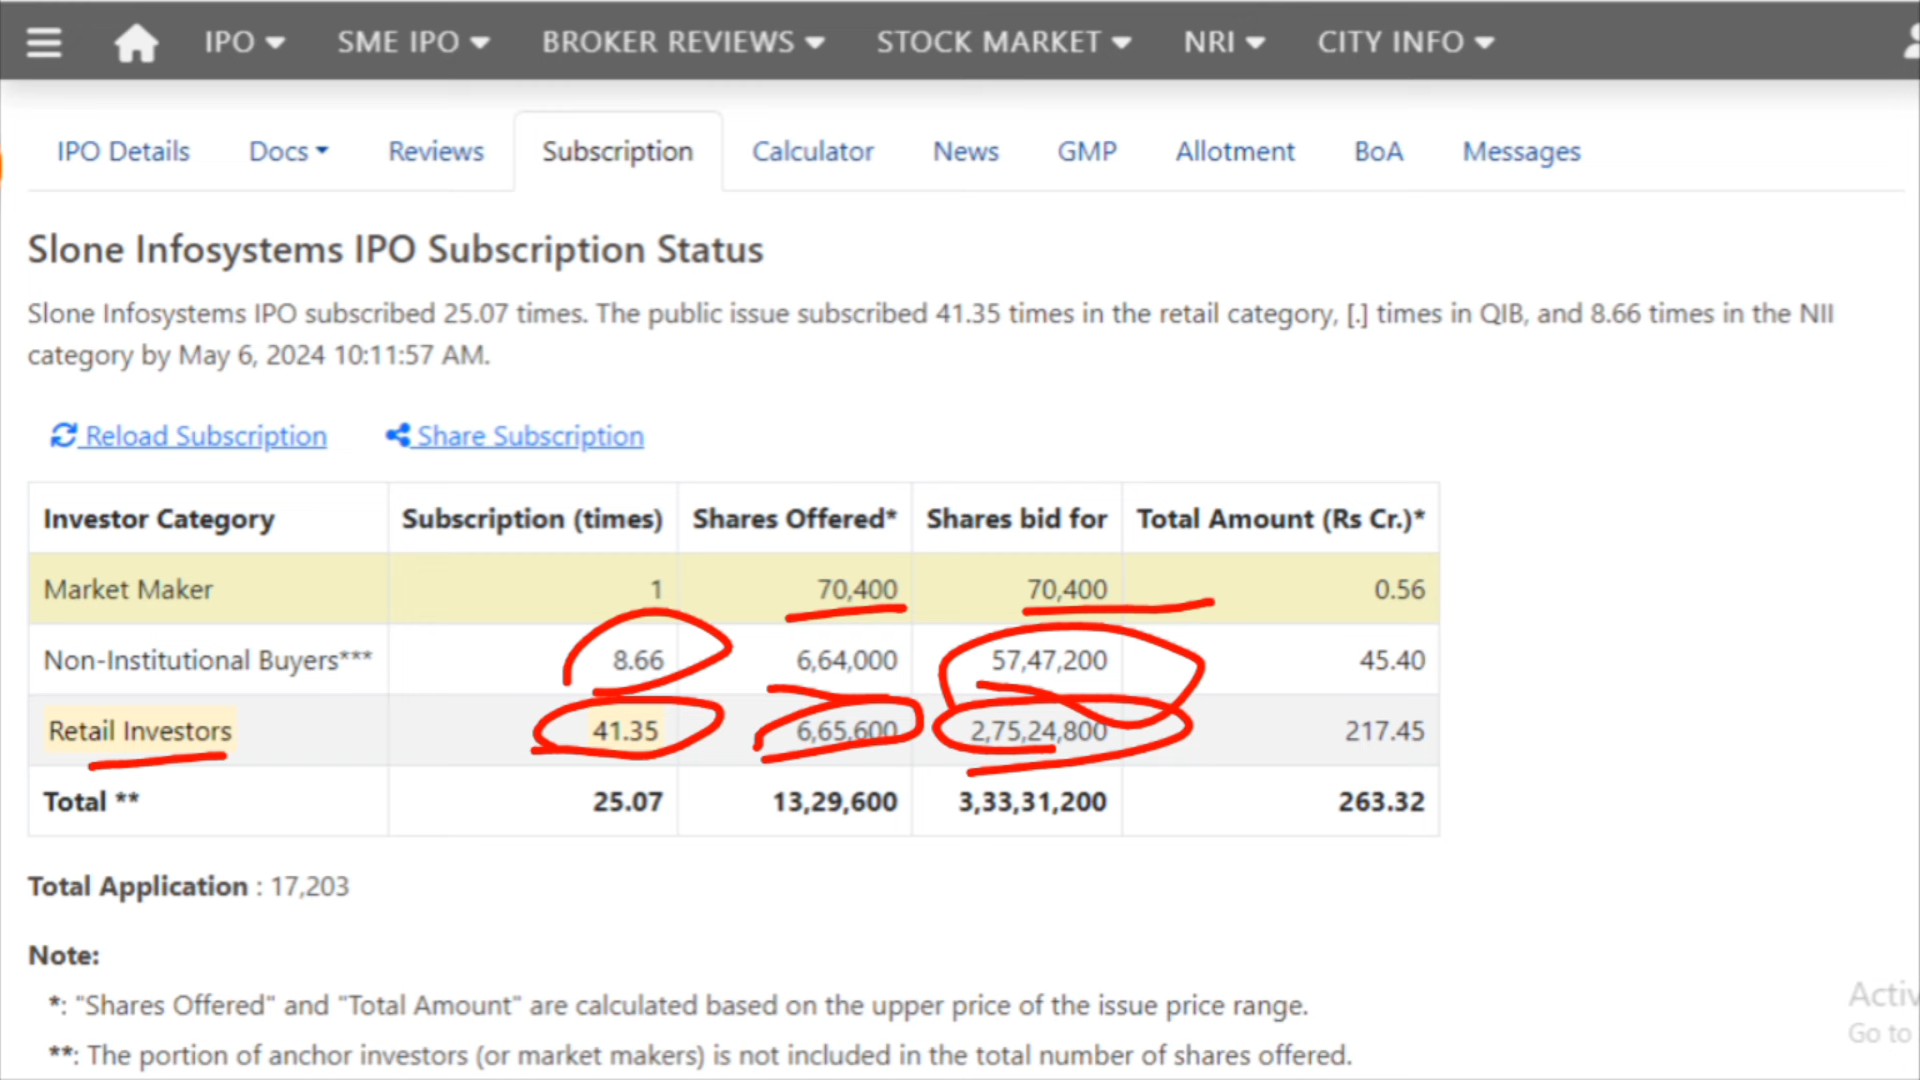 IPO SME IPO BROKER REVIEWS STOCK MARKET NRI CITY INFO
IPO Details Docs Reviews Subscription Calculator News GMP Allotment BoA Messages
Slone Infosystems IPO Subscription Status
Slone Infosystems IPO subscribed 25.07 times. The public issue subscribed 41.35 times in the retail category, [.] times in QIB, and 8.66 times in the NII
category by May 6, 2024 10:11:57 AM.
Reload Subscription Share Subscription
Investor Category Subscription (times) Shares Offered* Shares bid for Total Amount (Rs Cr.)*
Market Maker 1 70,400 70,400 0.56
Non-Institutional Buyers*** 8.66 6,64,000 57,47,200 45.40
Retail Investors 41.35 6,65,600 2,75,24,800 217.45
Total ** 25.07 13,29,600 3,33,31,200 263.32
Total Application : 17,203
Note:
*: "Shares Offered" and "Total Amount" are calculated based on the upper price of the issue price range.
**: The portion of anchor investors (or market makers) is not included in the total number of shares offered.
Go to